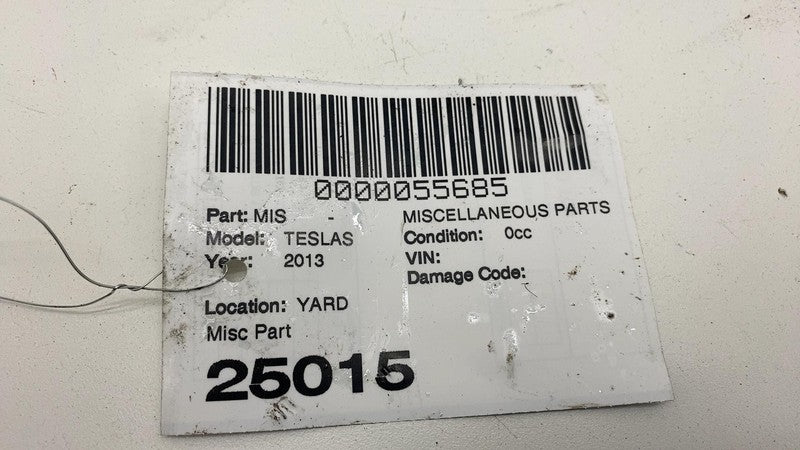 0000055685
Part: MIS - MISCELLANEOUS PARTS
Model: TESLAS Condition: 0cc
Year: 2013 VIN:
Damage Code:
Location: YARD
Misc Part
25015